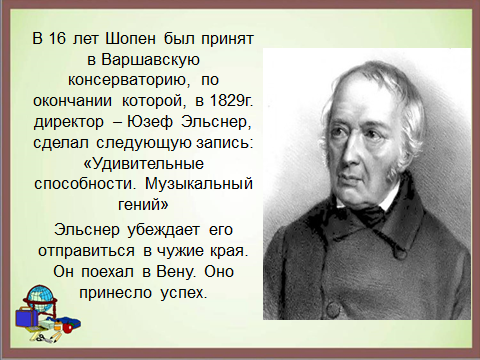 В 16 лет Шопен был принят
в Варшавскую
консерваторию, по
окончании которой, в 1829г.
директор – Юзеф Эльснер,
сделал следующую запись:
«Удивительные
способности. Музыкальный
гений»
Эльснер убеждает его
отправиться в чужие края.
Он поехал в Вену. Оно
принесло успех.